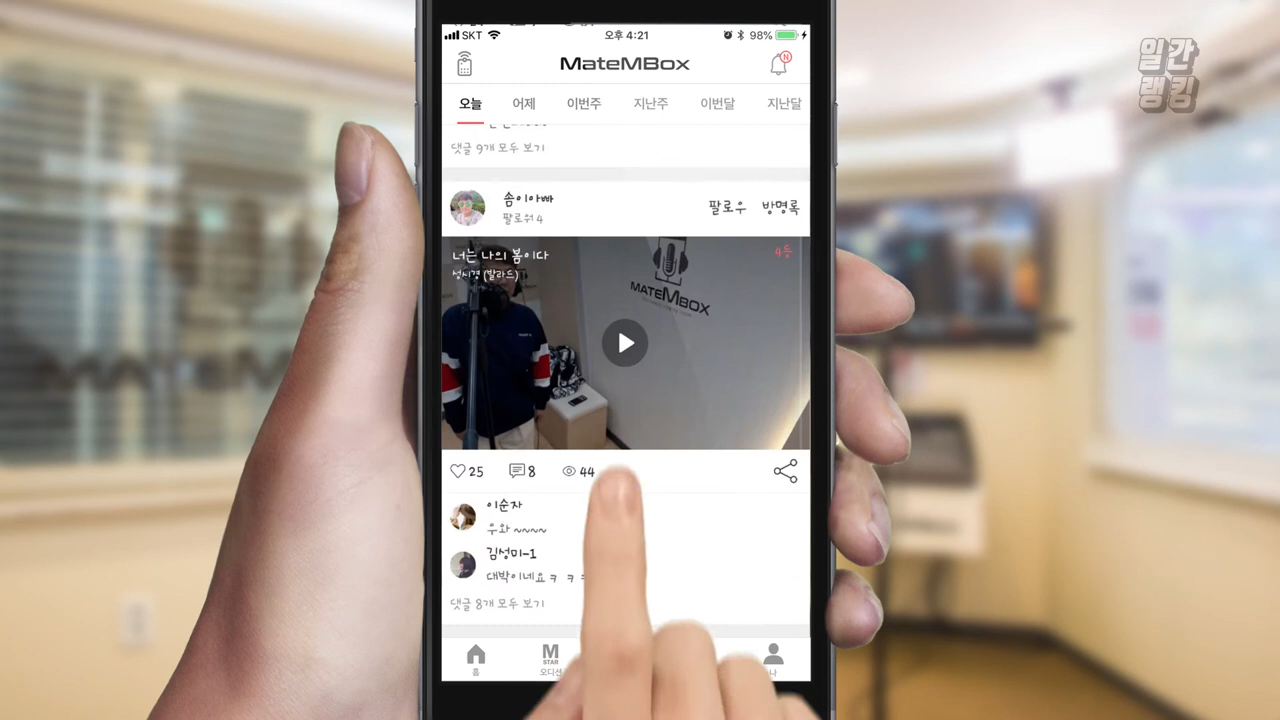 일간
랭킹
SKT
오후 4:21
98%
MateMBox
N
오늘
어제
이번주
지난주
이번달
지난달
댓글 9개 모두 보기
솜이아빠
팔로워 4
팔로우
방명록
너는 나의 봄이다
성시경 (발라드)
4등
MATEMBOX
25
8
44
이순자
우와 ~~~~
김성미-1
대박이네요 ㅋ ㅋ
댓글 8개 모두 보기
홈
M
STAR
오디션
나